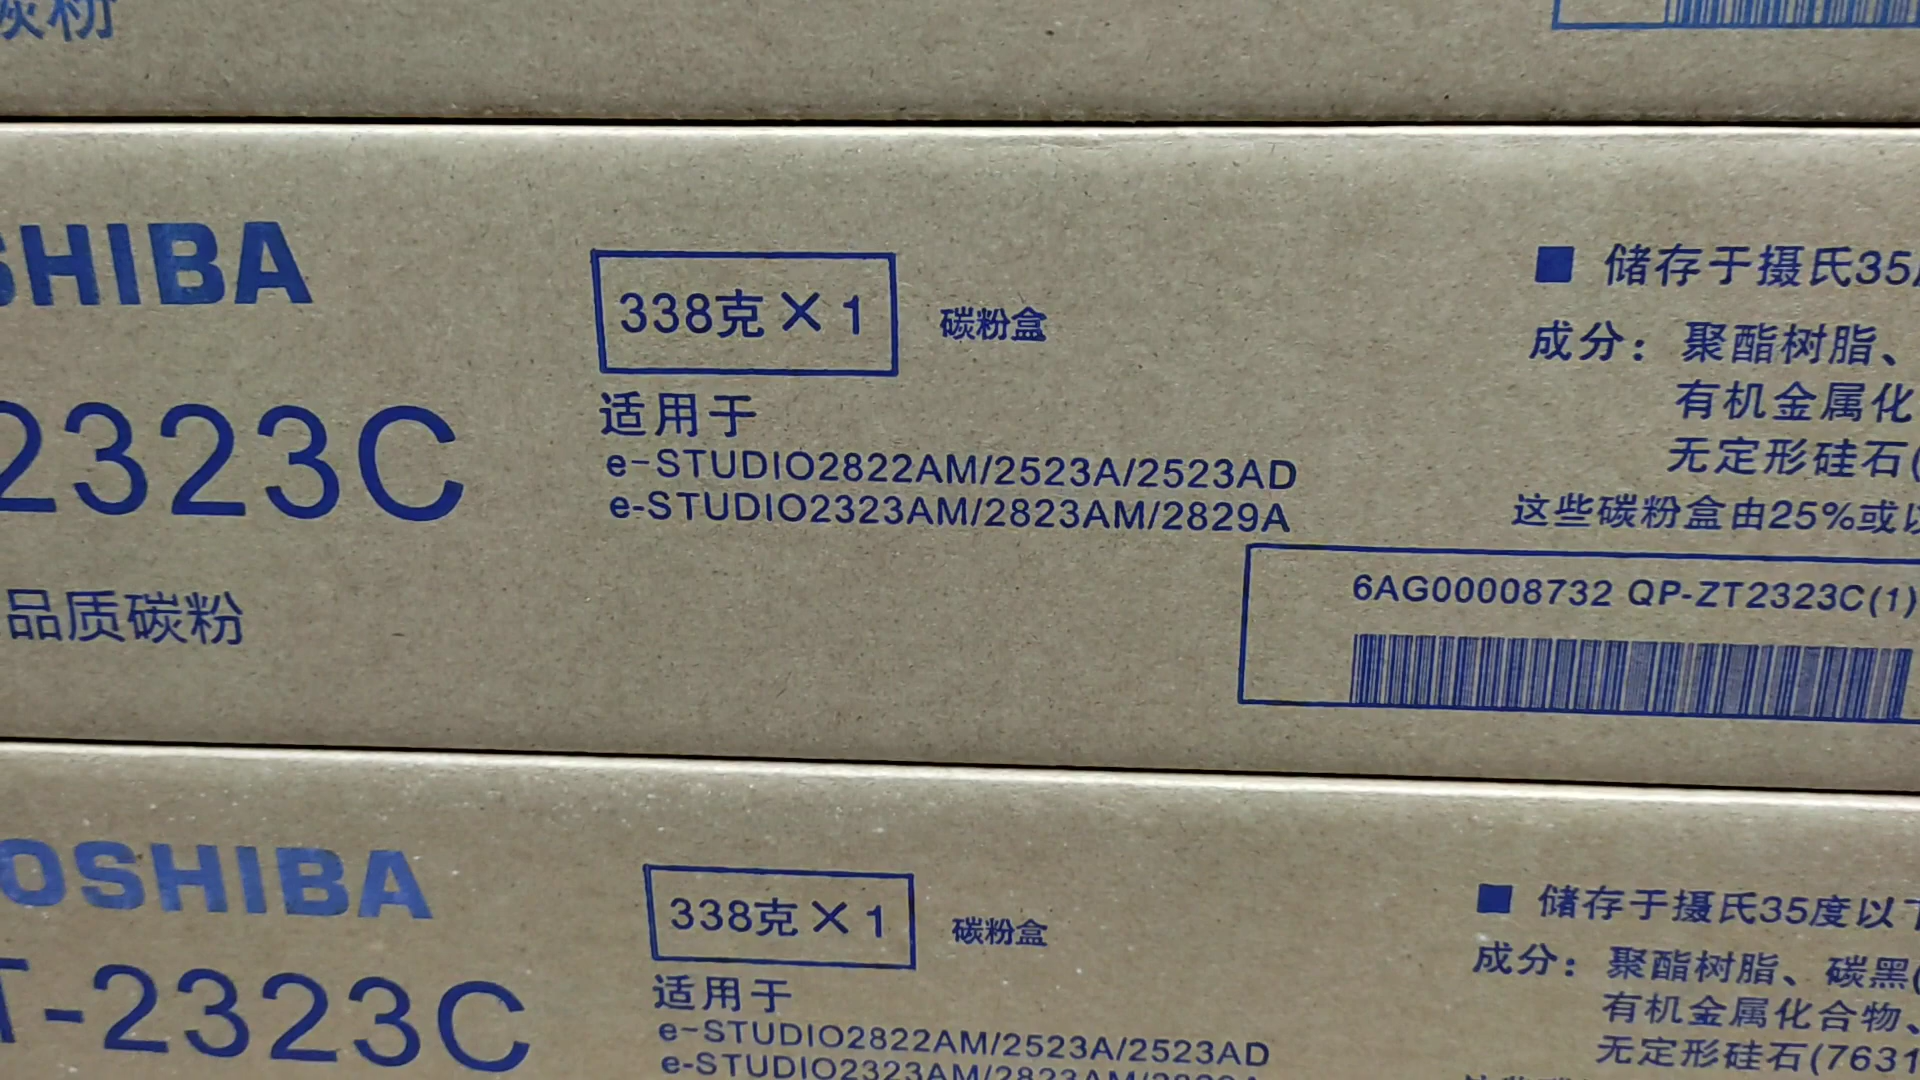 碳粉
SHIBA
2323C
品质碳粉
338克×1
碳粉盒
适用于
e-STUDIO2822AM/2523A/2523AD
e-STUDIO2323AM/2823AM/2829A
■ 储存于摄氏35
成分：聚酯树脂、
有机金属化
无定形硅石(
这些碳粉盒由25%或以
6AG00008732 QP-ZT2323C(1)
OSHIBA
T-2323C
338克×1
碳粉盒
适用于
e-STUDIO2822AM/2523A/2523AD
e-STUDIO2323AM/2823AM/2829A
■ 储存于摄氏35度以下
成分：聚酯树脂、碳黑(
有机金属化合物、
无定形硅石(7631